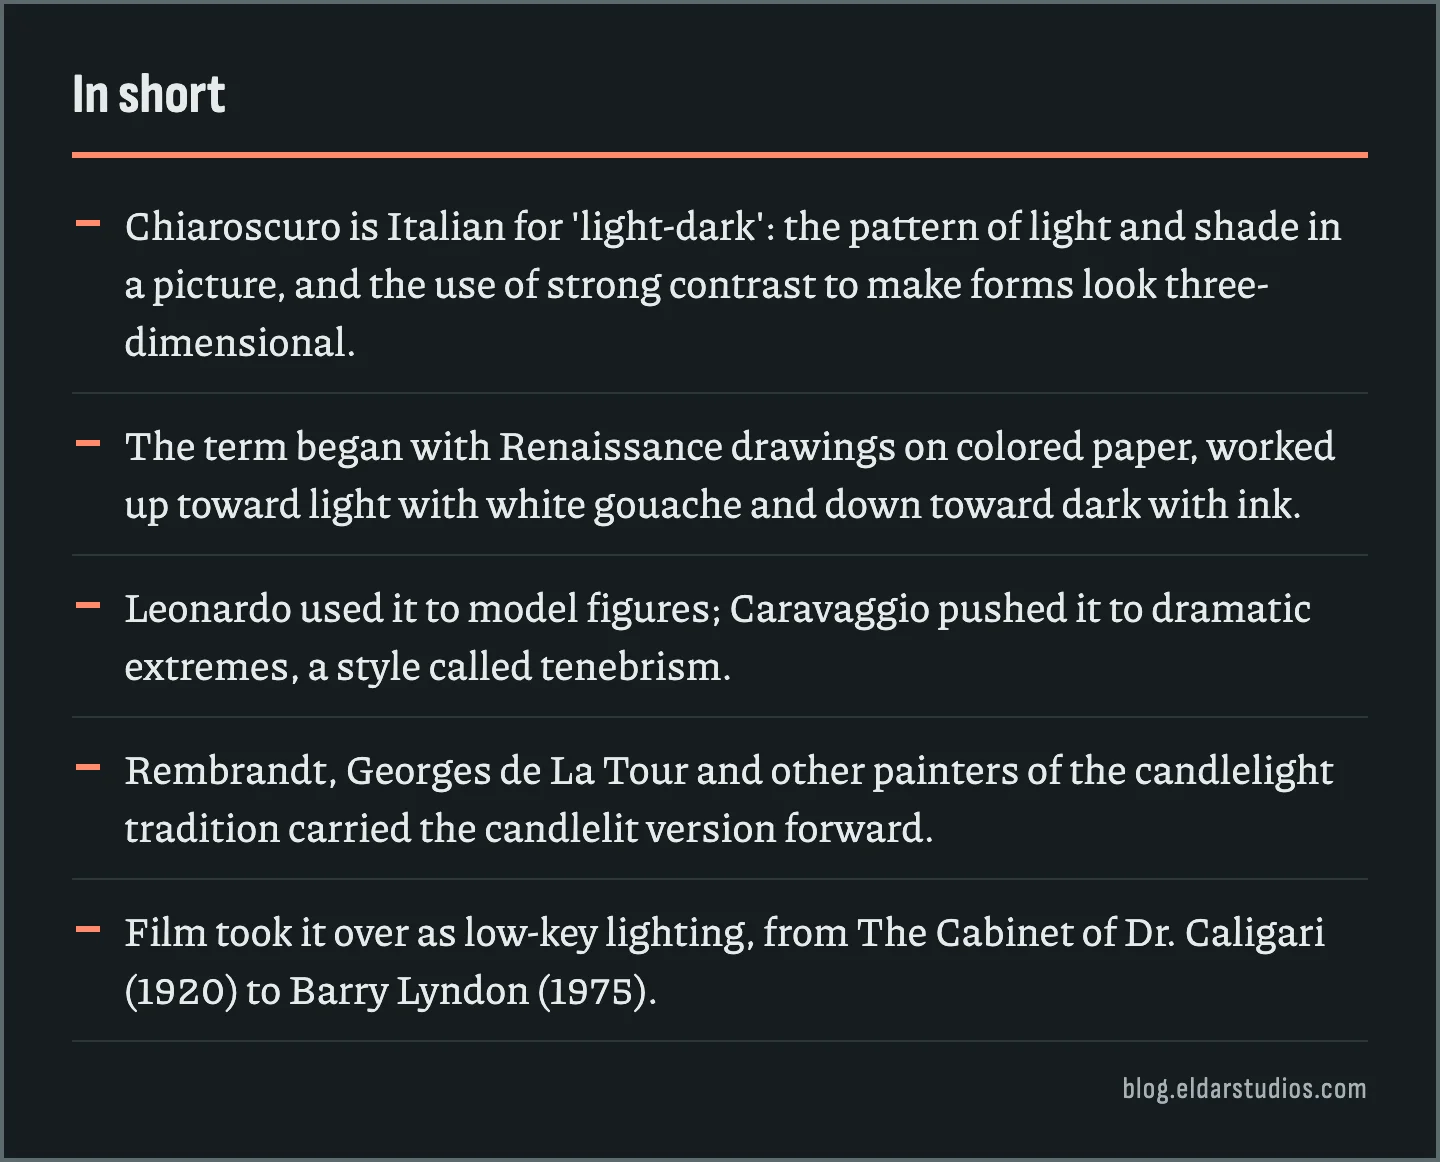 In short
Chiaroscuro is Italian for 'light-dark': the pattern of light and shade in
a picture, and the use of strong contrast to make forms look three-
dimensional.
The term began with Renaissance drawings on colored paper, worked
up toward light with white gouache and down toward dark with ink.
Leonardo used it to model figures; Caravaggio pushed it to dramatic
extremes, a style called tenebrism.
Rembrandt, Georges de La Tour and other painters of the candlelight
tradition carried the candlelit version forward.
Film took it over as low-key lighting, from The Cabinet of Dr. Caligari
(1920) to Barry Lyndon (1975).
blog.eldarstudios.com